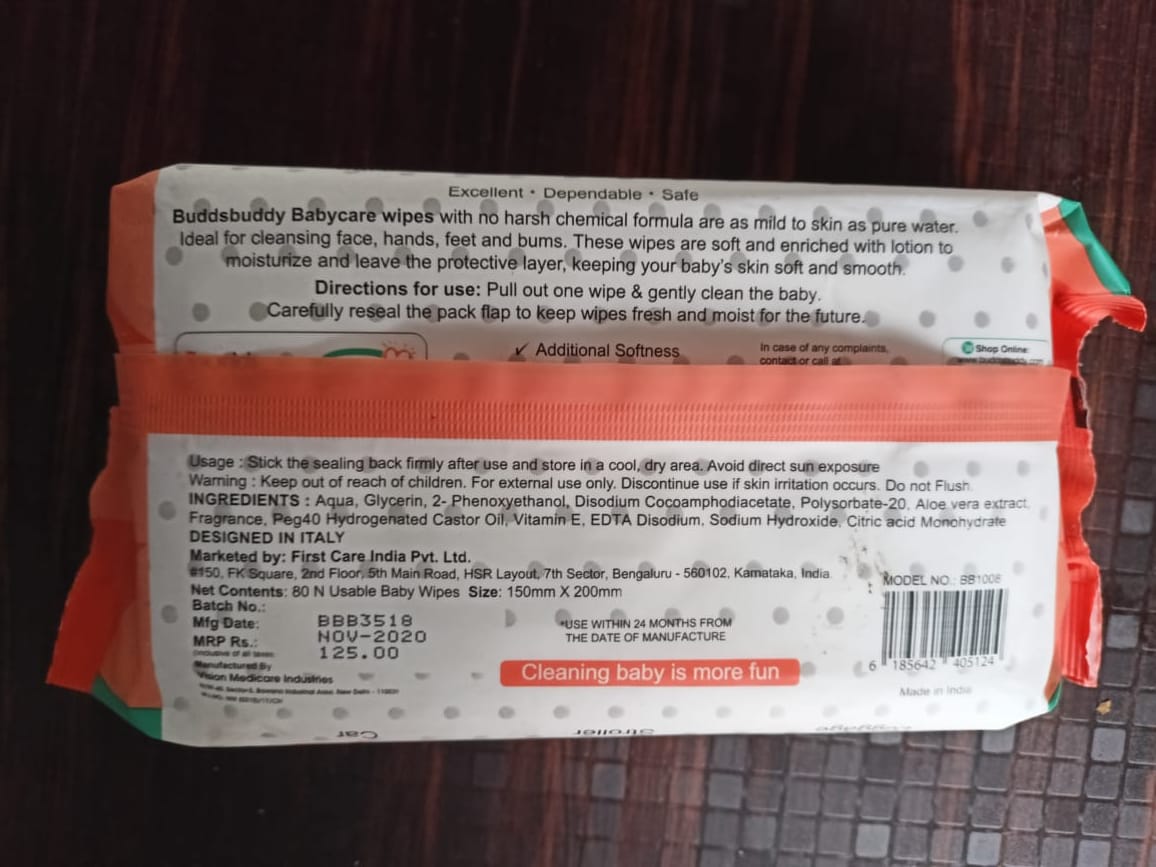 Excellent • Dependable • Safe
Buddsbuddy Babycare wipes with no harsh chemical formula are as mild to skin as pure water.
Ideal for cleansing face, hands, feet and bums. These wipes are soft and enriched with lotion to
moisturize and leave the protective layer, keeping your baby's skin soft and smooth.
Directions for use: Pull out one wipe & gently clean the baby.
Carefully reseal the pack flap to keep wipes fresh and moist for the future.
✓ Additional Softness
In case of any complaints,
contact or call at
Shop Online:
Usage : Stick the sealing back firmly after use and store in a cool, dry area. Avoid direct sun exposure
Warning : Keep out of reach of children. For external use only. Discontinue use if skin irritation occurs. Do not Flush.
INGREDIENTS : Aqua, Glycerin, 2- Phenoxyethanol, Disodium Cocoamphodiacetate, Polysorbate-20, Aloe vera extract,
Fragrance, Peg40 Hydrogenated Castor Oil, Vitamin E, EDTA Disodium, Sodium Hydroxide, Citric acid Monohydrate
DESIGNED IN ITALY
Marketed by: First Care India Pvt. Ltd.
#150, FK Square, 2nd Floor, 5th Main Road, HSR Layout, 7th Sector, Bengaluru - 560102, Karnataka, India
Net Contents: 80 N Usable Baby Wipes Size: 150mm X 200mm
Batch No.: BBB3518
Mfg Date: NOV-2020
MRP Rs.: 125.00
(Inclusive of all taxes)
*USE WITHIN 24 MONTHS FROM
THE DATE OF MANUFACTURE
Manufactured By
Vision Medicare Industries
Cleaning baby is more fun
MODEL NO.: BB1008
6 185642 405124
Made in India
Car
Stroller